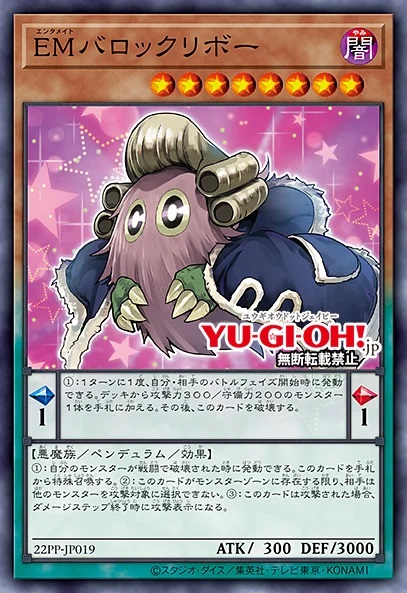 エンタメイト
EMバロックリボー
やみ
闇
ユウギオウドットジェイピー
YU-GI-OH!.jp
無断転載禁止
①:1ターンに1度、自分・相手のバトルフェイズ開始時に発動
できる。デッキから攻撃力300/守備力200のモンスター
1体を手札に加える。その後、このカードを破壊する。
1
1
【悪魔族/ペンデュラム/効果】
①:自分のモンスターが戦闘で破壊された時に発動できる。このカードを手札
から特殊召喚する。②:このカードがモンスターゾーンに存在する限り、相手は
他のモンスターを攻撃対象に選択できない。③:このカードは攻撃された場合、
ダメージステップ終了時に攻撃表示になる。
22PP-JP019
ATK/ 300 DEF/3000
©スタジオ・ダイス/集英社・テレビ東京・KONAMI